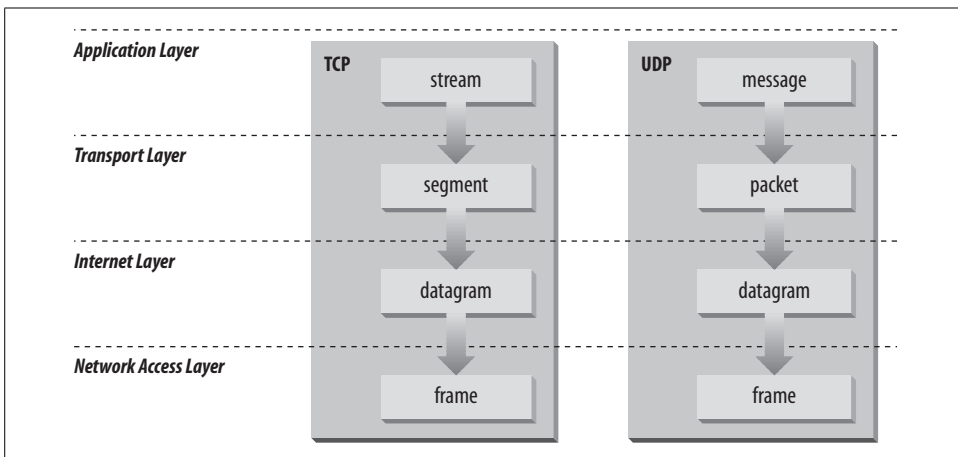 Application Layer
TCP
UDP
stream
message
Transport Layer
segment
packet
Internet Layer
datagram
datagram
Network Access Layer
frame
frame